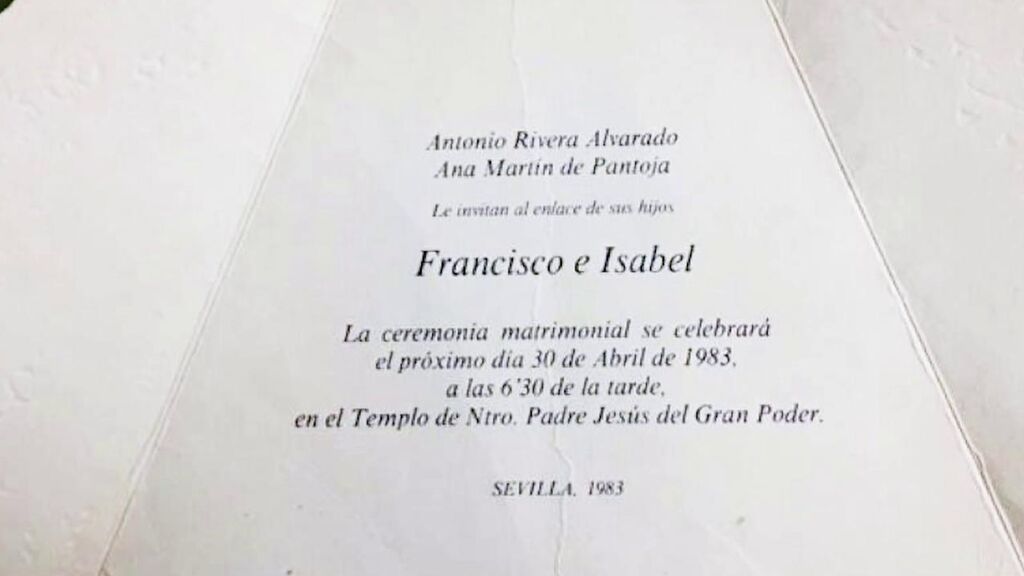 Antonio Rivera Alvarado
Ana Martín de Pantoja
Le invitan al enlace de sus hijos
Francisco e Isabel
La ceremonia matrimonial se celebrará
el próximo día 30 de Abril de 1983,
a las 6'30 de la tarde,
en el Templo de Ntro. Padre Jesús del Gran Poder.
SEVILLA, 1983